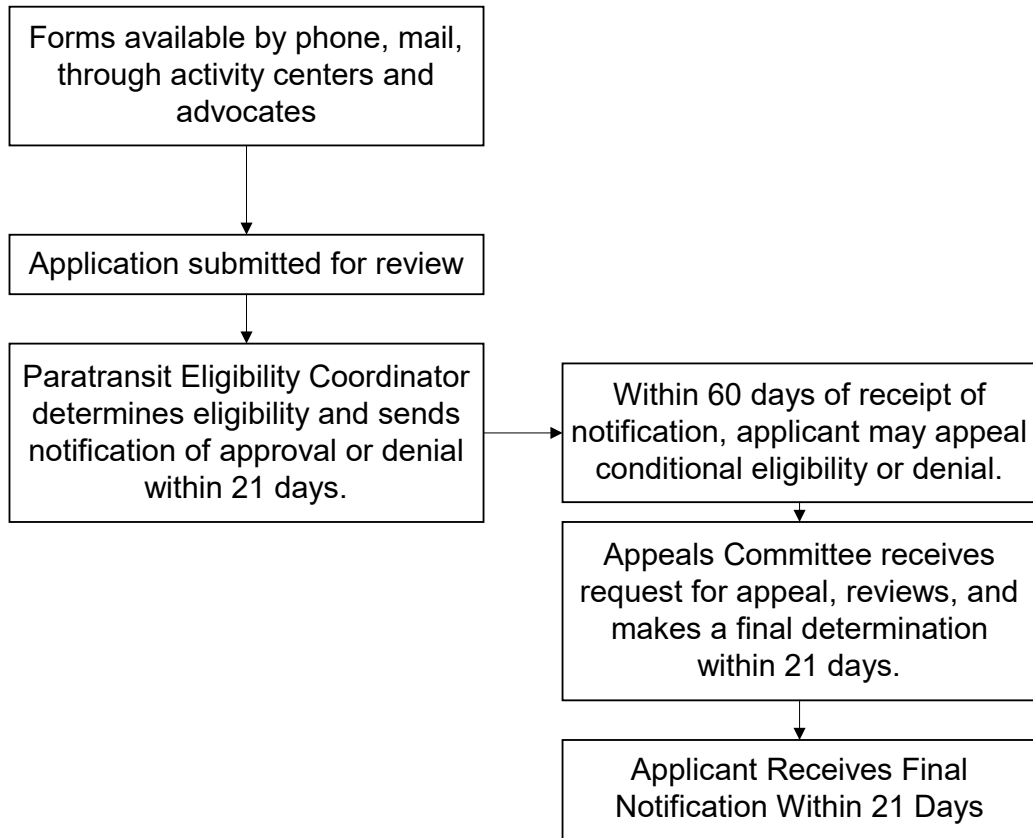 Forms available by phone, mail,
through activity centers and
advocates
Application submitted for review
Paratransit Eligibility Coordinator
determines eligibility and sends
notification of approval or denial
within 21 days.
Within 60 days of receipt of
notification, applicant may appeal
conditional eligibility or denial.
Appeals Committee receives
request for appeal, reviews, and
makes a final determination
within 21 days.
Applicant Receives Final
Notification Within 21 Days